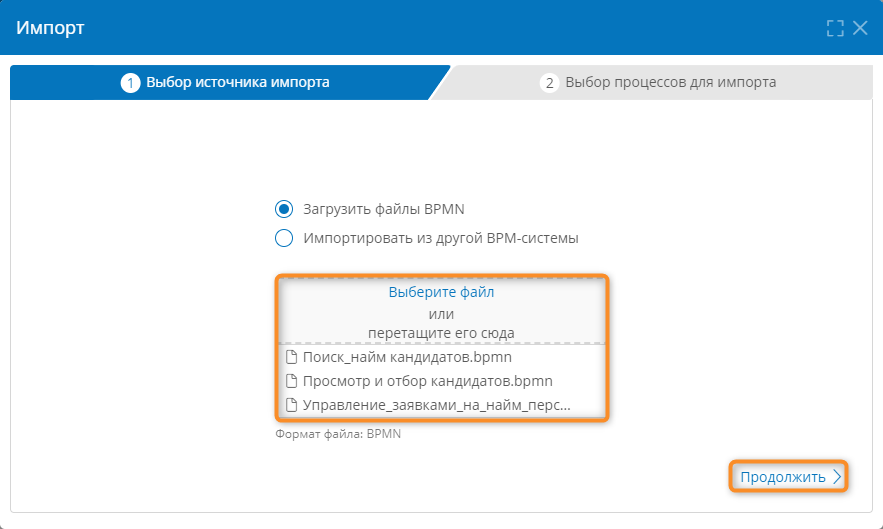 Импорт
1 Выбор источника импорта
2 Выбор процессов для импорта
Загрузить файлы BPMN
Импортировать из другой BPM-системы
Выберите файл
или
перетащите его сюда
Поиск_найм кандидатов.bpmn
Просмотр и отбор кандидатов.bpmn
Управление_заявками_на_найм_перс...
Формат файла: BPMN
Продолжить